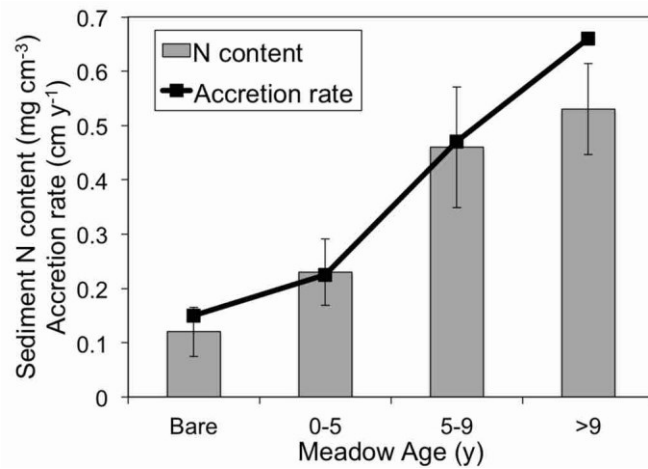 0.7
0.6
0.5
0.4
0.3
0.2
0.1
0
Sediment N content (mg cm⁻³)
Accretion rate (cm y⁻¹)
N content
Accretion rate
Bare 0-5 5-9 >9
Meadow Age (y)